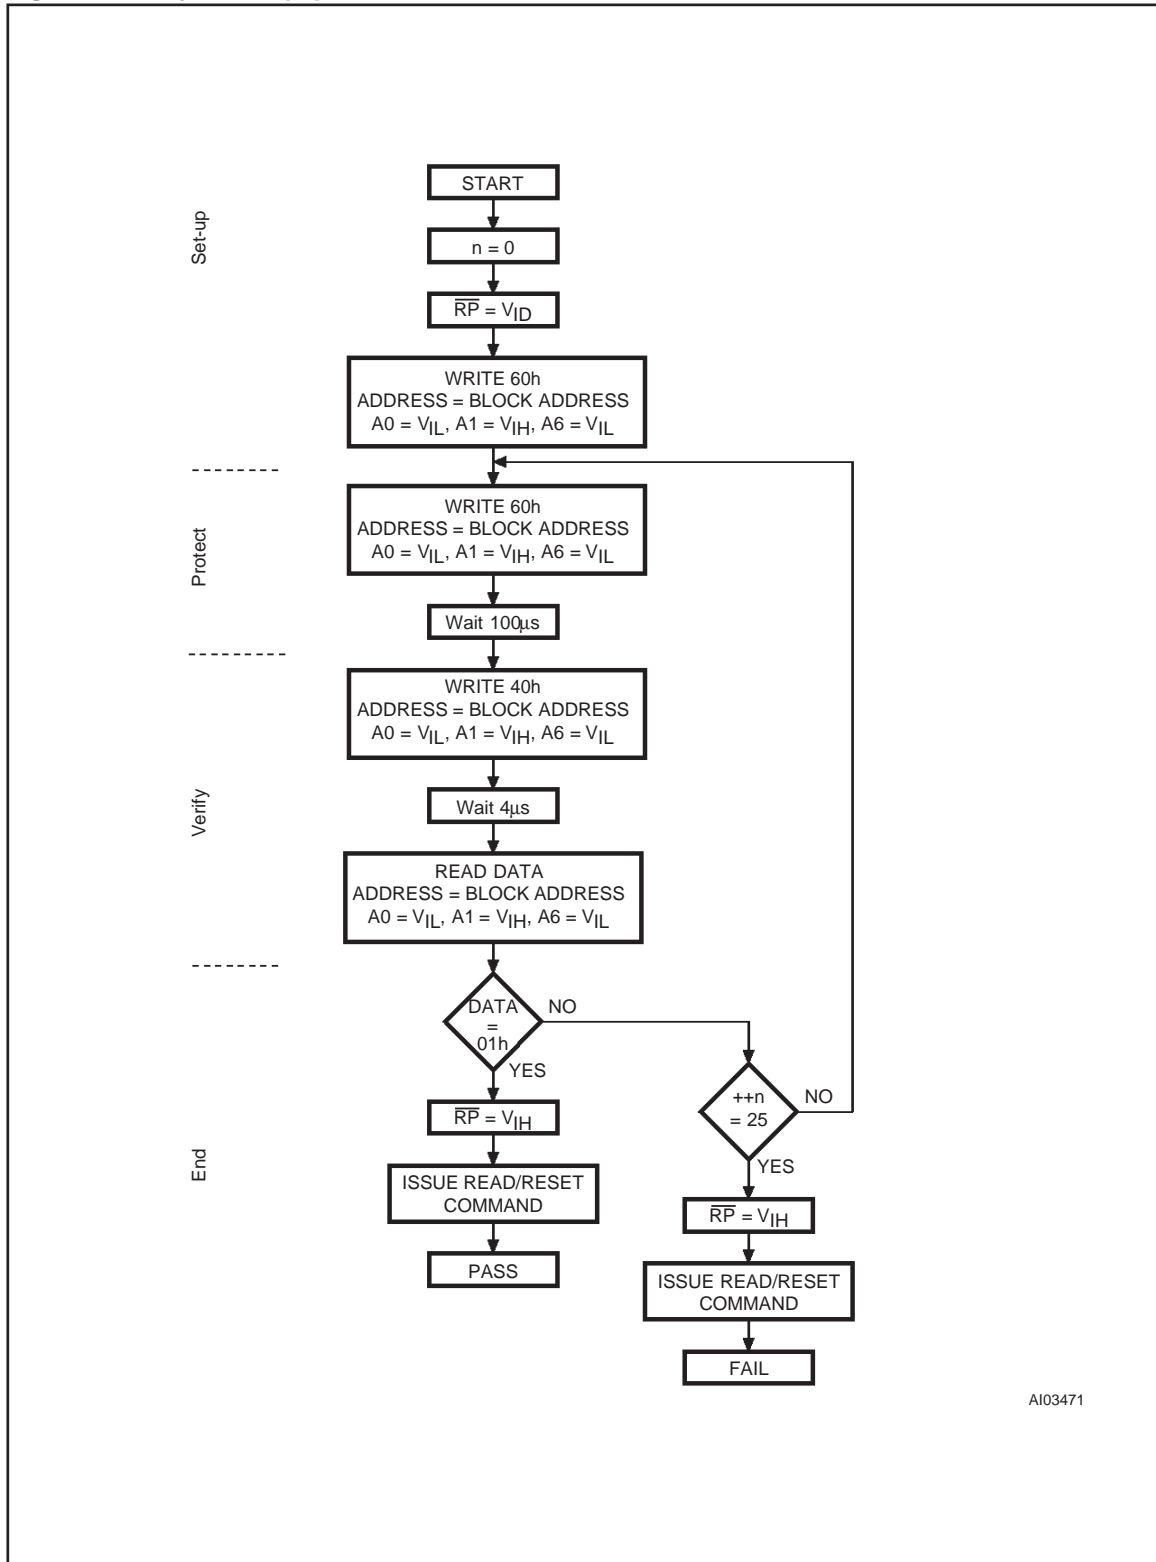 START
Set-up
n = 0
RP = VID
WRITE 60h
ADDRESS = BLOCK ADDRESS
A0 = VIL, A1 = VIH, A6 = VIL
Protect
WRITE 60h
ADDRESS = BLOCK ADDRESS
A0 = VIL, A1 = VIH, A6 = VIL
Wait 100µs
Verify
WRITE 40h
ADDRESS = BLOCK ADDRESS
A0 = VIL, A1 = VIH, A6 = VIL
Wait 4µs
READ DATA
ADDRESS = BLOCK ADDRESS
A0 = VIL, A1 = VIH, A6 = VIL
End
DATA
=
01h
NO
YES
++n
= 25
NO
YES
RP = VIH
ISSUE READ/RESET
COMMAND
PASS
RP = VIH
ISSUE READ/RESET
COMMAND
FAIL
AI03471